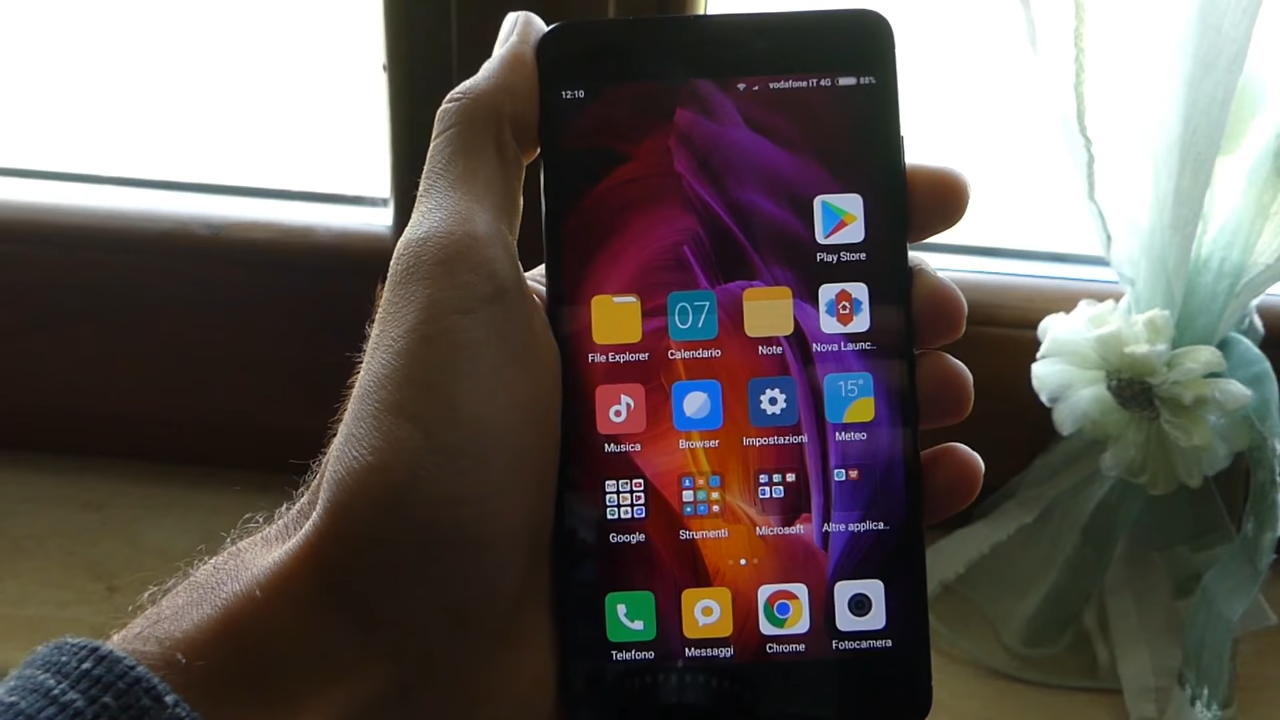 12:10
vodafone IT 4G 88%
Play Store
07
File Explorer
Calendario
Note
Nova Launc..
15°
Musica
Browser
Impostazioni
Meteo
Google
Strumenti
Microsoft
Altre applica..
Telefono
Messaggi
Chrome
Fotocamera